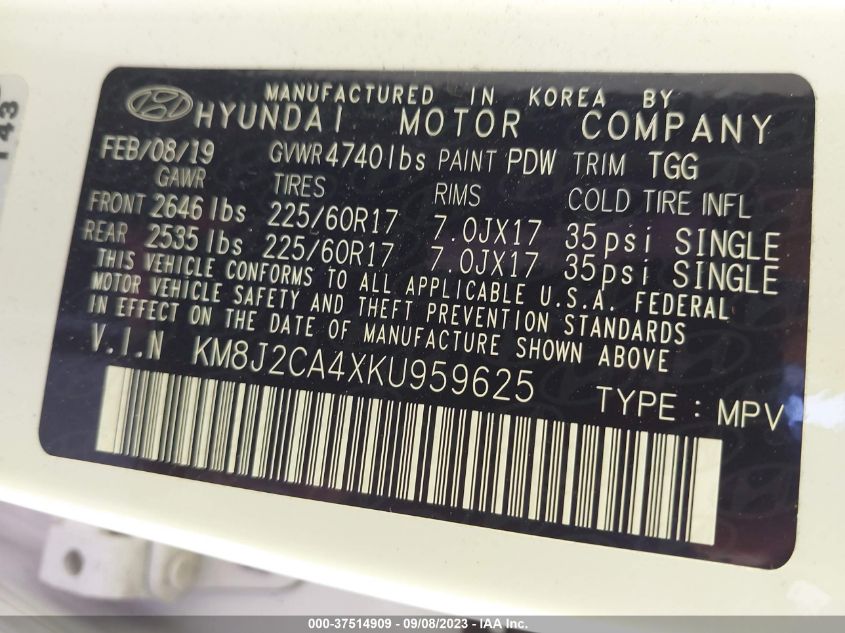 143
MANUFACTURED IN KOREA BY
HYUNDAI MOTOR COMPANY
FEB/08/19 GVWR 4740 lbs PAINT PDW TRIM TGG
GAWR TIRES RIMS COLD TIRE INFL
FRONT 2646 lbs 225/60R17 7.0JX17 35psi SINGLE
REAR 2535 lbs 225/60R17 7.0JX17 35psi SINGLE
THIS VEHICLE CONFORMS TO ALL APPLICABLE U.S.A. FEDERAL
MOTOR VEHICLE SAFETY AND THEFT PREVENTION STANDARDS
IN EFFECT ON THE DATE OF MANUFACTURE SHOWN ABOVE
V.I.N KM8J2CA4XKU959625 TYPE : MPV
000-37514909 - 09/08/2023 - IAA Inc.